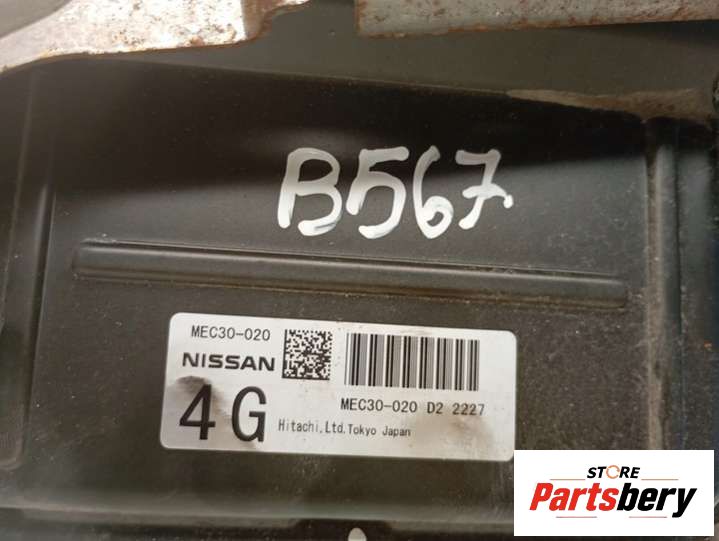 B567
MEC30-020
NISSAN
MEC30-020 D2 2227
4G
Hitachi,Ltd.Tokyo Japan
STORE
Partsbery